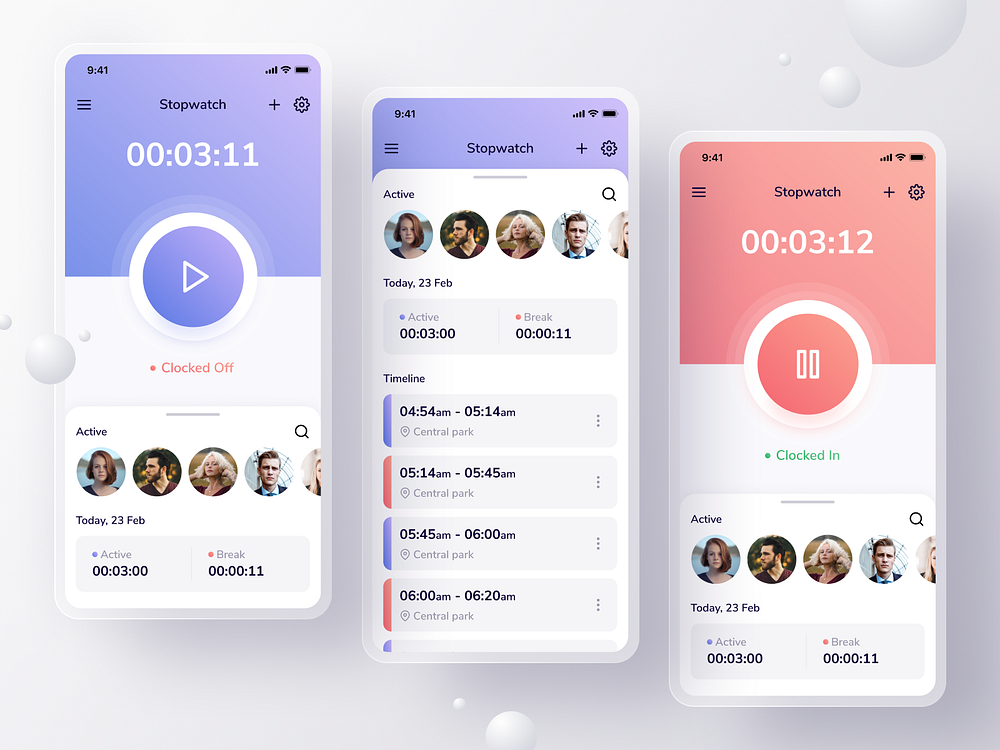 9:41
Stopwatch
00:03:11
Clocked Off
Active
Today, 23 Feb
Active Break
00:03:00 00:00:11
9:41
Stopwatch
Active
Today, 23 Feb
Active Break
00:03:00 00:00:11
Timeline
04:54am - 05:14am
Central park
05:14am - 05:45am
Central park
05:45am - 06:00am
Central park
06:00am - 06:20am
Central park
9:41
Stopwatch
00:03:12
Clocked In
Active
Today, 23 Feb
Active Break
00:03:00 00:00:11